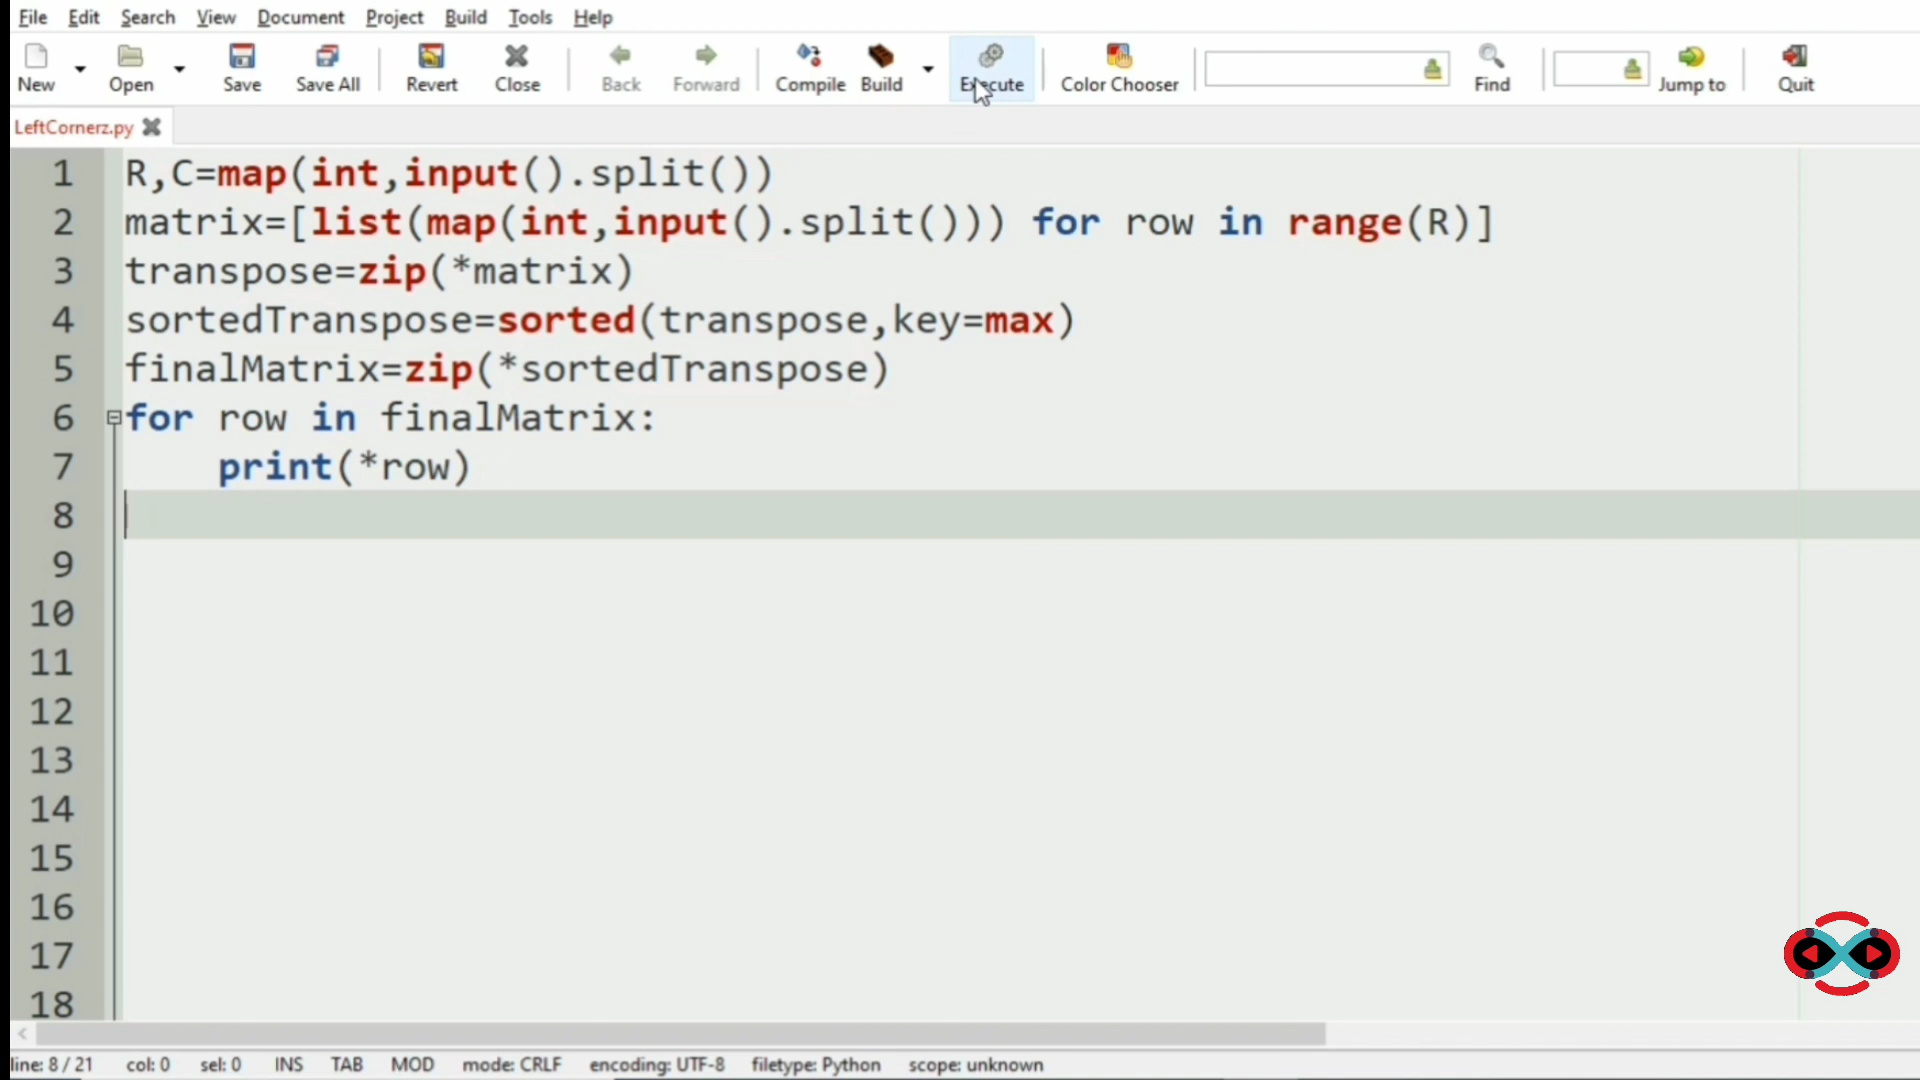 File Edit Search View Document Project Build Tools Help
New Open Save Save All Revert Close Back Forward Compile Build Execute Color Chooser Find Jump to Quit
LeftCornerz.py
1 R,C=map(int,input().split())
2 matrix=[list(map(int,input().split())) for row in range(R)]
3 transpose=zip(*matrix)
4 sortedTranspose=sorted(transpose,key=max)
5 finalMatrix=zip(*sortedTranspose)
6 for row in finalMatrix:
7 print(*row)
8
9
10
11
12
13
14
15
16
17
18
line: 8 / 21 col: 0 sel: 0 INS TAB MOD mode: CRLF encoding: UTF-8 filetype: Python scope: unknown